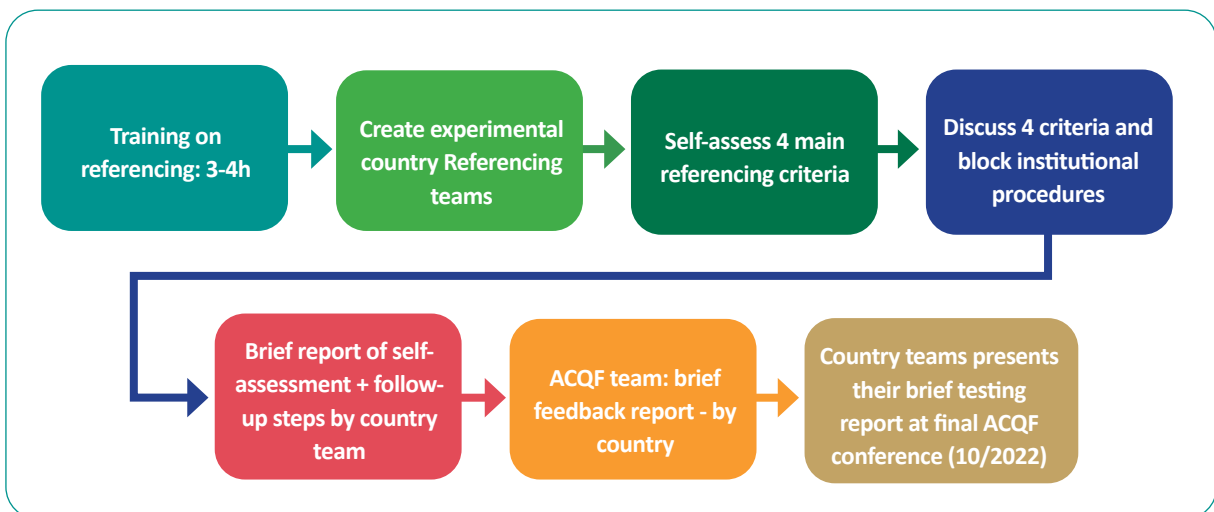 Training on
referencing: 3-4h
Create experimental
country Referencing
teams
Self-assess 4 main
referencing criteria
Discuss 4 criteria and
block institutional
procedures
Brief report of self-
assessment + follow-
up steps by country
team
ACQF team: brief
feedback report - by
country
Country teams presents
their brief testing
report at final ACQF
conference (10/2022)